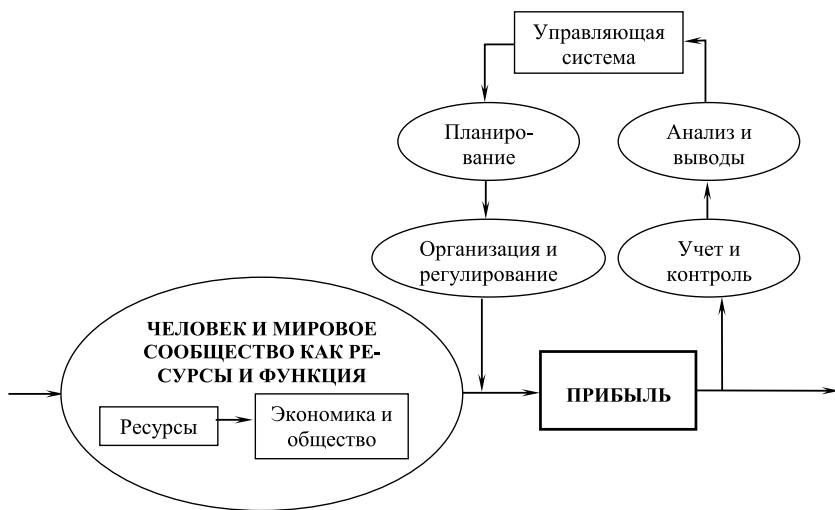 Управляющая
система
Планиро-
вание
Анализ и
выводы
Организация и
регулирование
Учет и
контроль
ЧЕЛОВЕК И МИРОВОЕ
СООБЩЕСТВО КАК РЕ-
СУРСЫ И ФУНКЦИЯ
Ресурсы
Экономика и
общество
ПРИБЫЛЬ